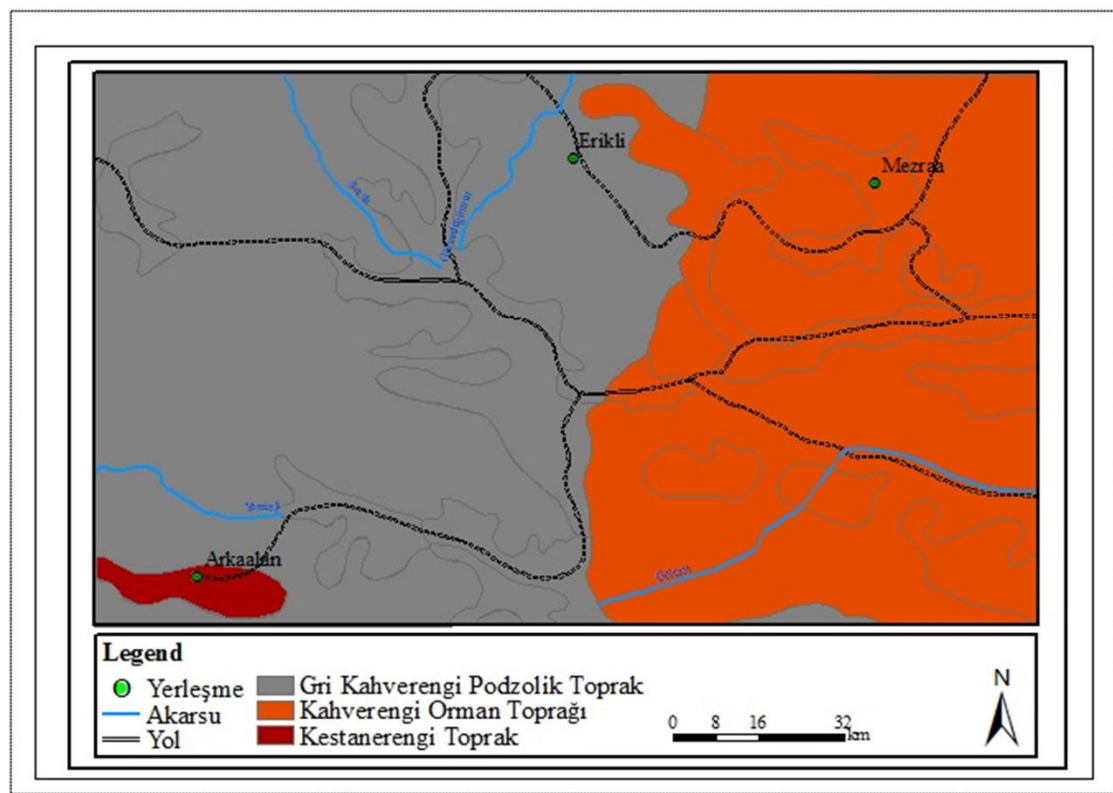 Erikli
Mezraa
Arkaalan
Legend
Yerleşme
Akarsu
Yol
Gri Kahverengi Podzolik Toprak
Kahverengi Orman Toprağı
Kestanerengi Toprak
0 8 16 32
km
N